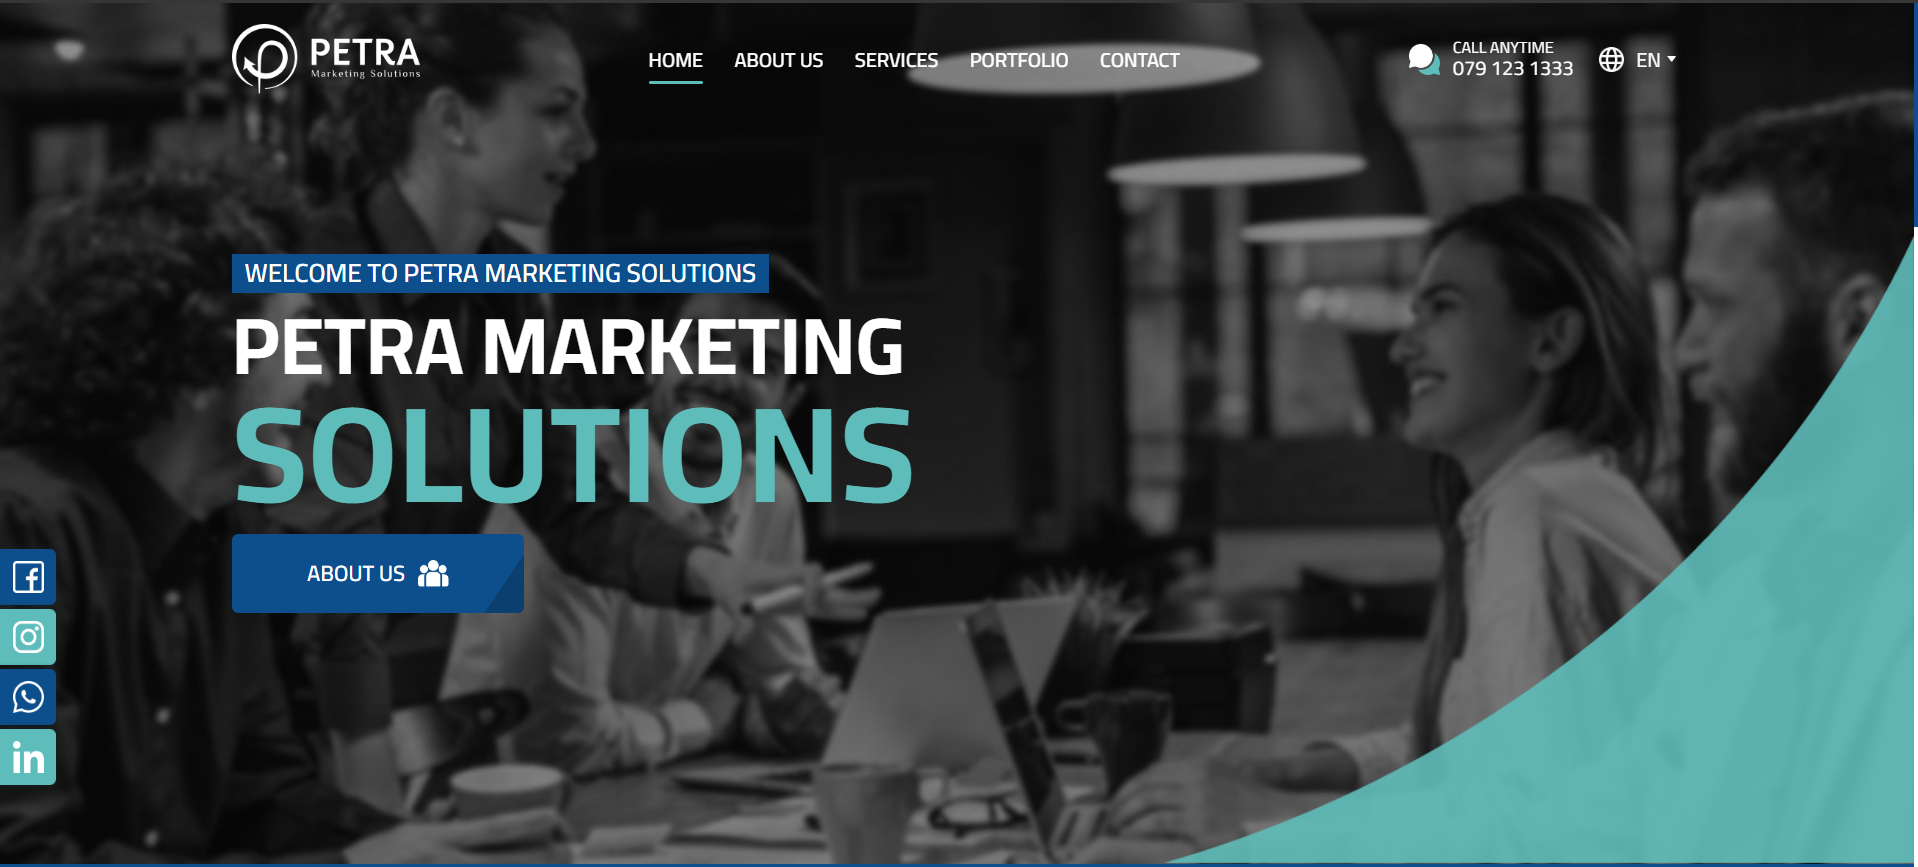 PETRA
Marketing Solutions
HOME ABOUT US SERVICES PORTFOLIO CONTACT
CALL ANYTIME
079 123 1333
EN
WELCOME TO PETRA MARKETING SOLUTIONS
PETRA MARKETING
SOLUTIONS
ABOUT US